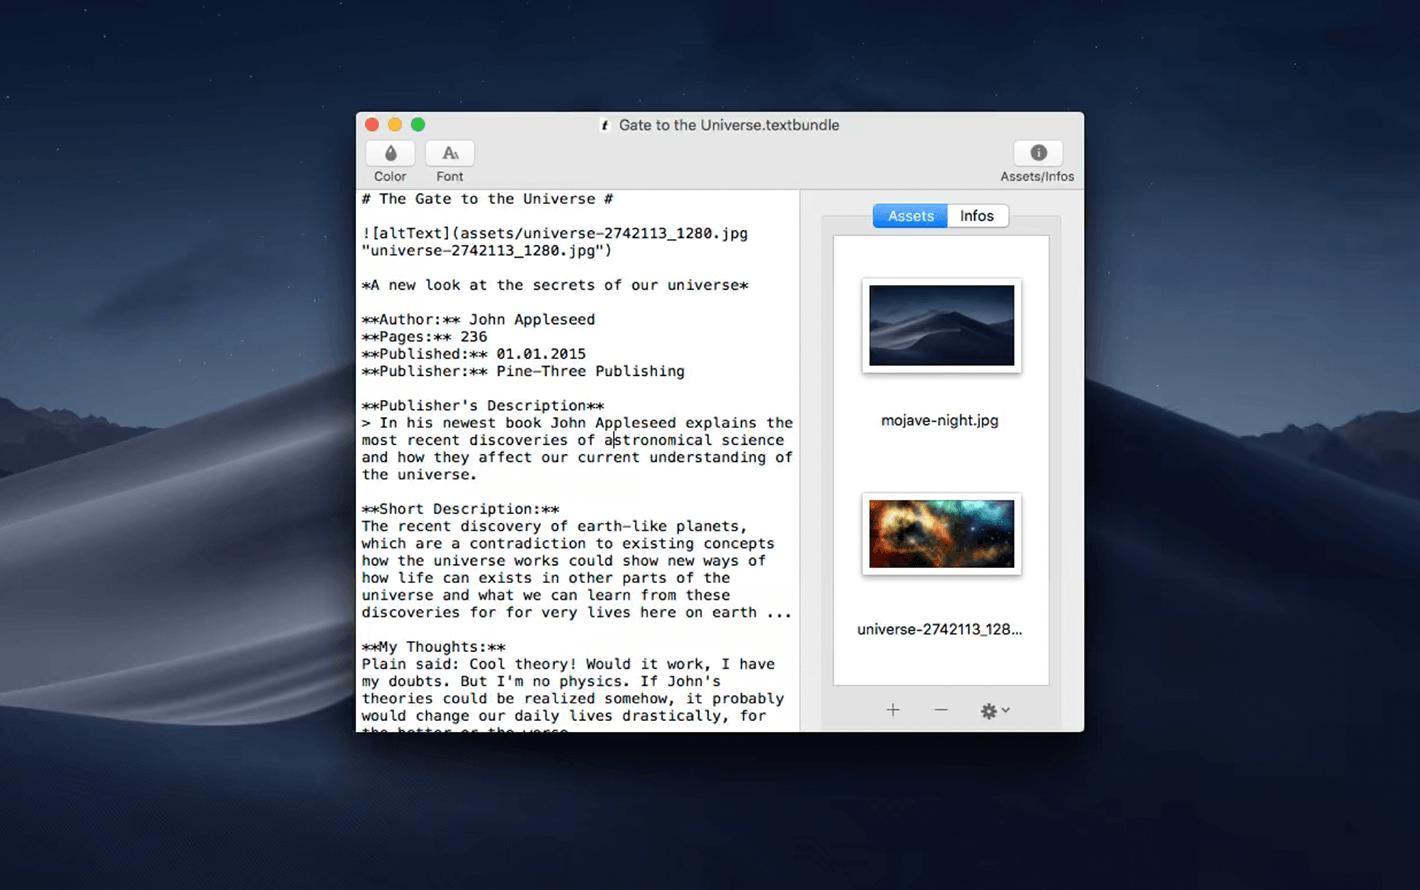 Gate to the Universe.textbundle
Color
Font
Assets/Infos
# The Gate to the Universe #
![altText](assets/universe-2742113_1280.jpg
"universe-2742113_1280.jpg")
*A new look at the secrets of our universe*
**Author:** John Appleseed
**Pages:** 236
**Published:** 01.01.2015
**Publisher:** Pine-Three Publishing
**Publisher's Description**
> In his newest book John Appleseed explains the
most recent discoveries of astronomical science
and how they affect our current understanding of
the universe.
**Short Description:**
The recent discovery of earth-like planets,
which are a contradiction to existing concepts
how the universe works could show new ways of
how life can exists in other parts of the
universe and what we can learn from these
discoveries for for very lives here on earth ...
**My Thoughts:**
Plain said: Cool theory! Would it work, I have
my doubts. But I'm no physics. If John's
theories could be realized somehow, it probably
would change our daily lives drastically, for
the better or the worse
Assets
Infos
mojave-night.jpg
universe-2742113_128...